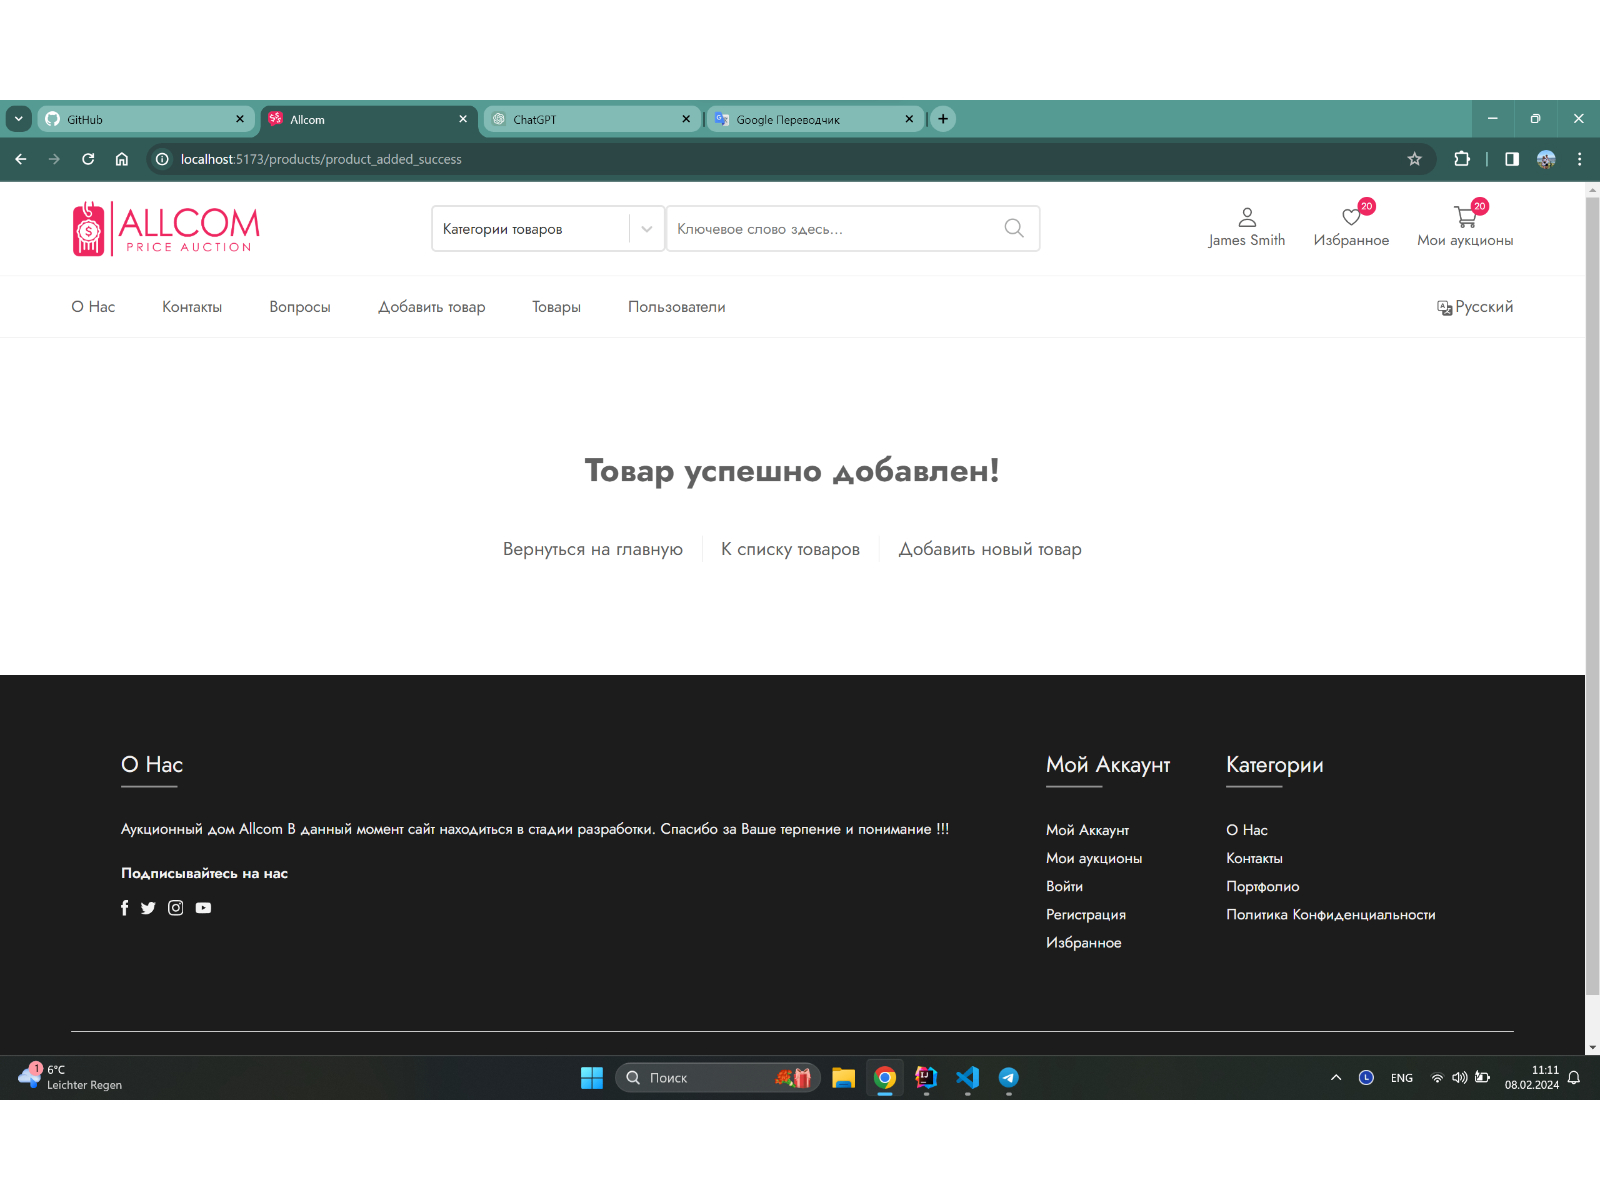 GitHub
Allcom
ChatGPT
Google Переводчик
localhost:5173/products/product_added_success
ALLCOM
PRICE AUCTION
Категории товаров
Ключевое слово здесь...
James Smith
20
Избранное
20
Мои аукционы
О Нас
Контакты
Вопросы
Добавить товар
Товары
Пользователи
Русский
Товар успешно добавлен!
Вернуться на главную
К списку товаров
Добавить новый товар
О Нас
Аукционный дом Allcom В данный момент сайт находиться в стадии разработки. Спасибо за Ваше терпение и понимание !!!
Подписывайтесь на нас
Мой Аккаунт
Мой Аккаунт
Мои аукционы
Войти
Регистрация
Избранное
Категории
О Нас
Контакты
Портфолио
Политика Конфиденциальности
1
6°C
Leichter Regen
Поиск
ENG
11:11
08.02.2024